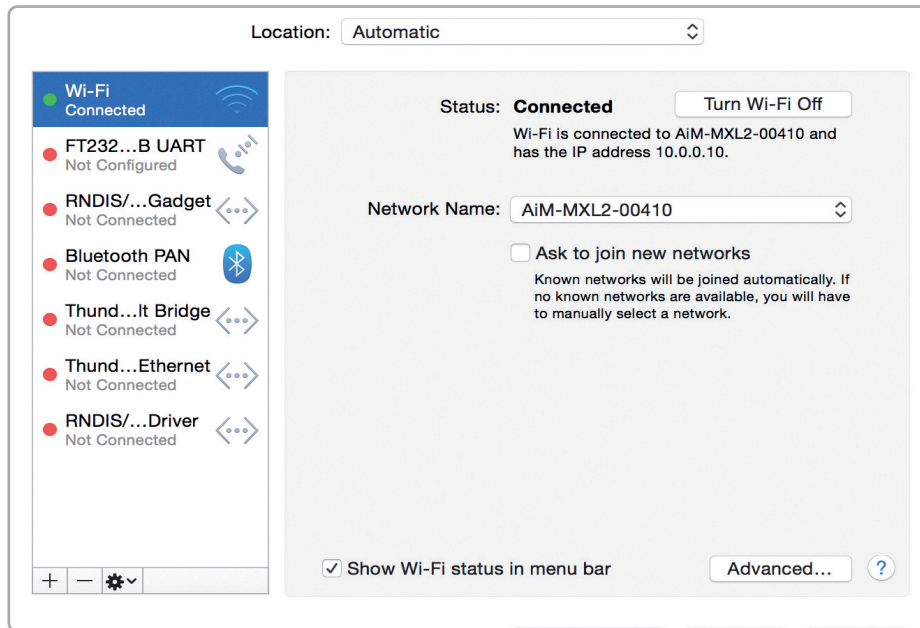 Location: Automatic
Wi-Fi
Connected
FT232...B UART
Not Configured
RNDIS/...Gadget
Not Connected
Bluetooth PAN
Not Connected
Thund...lt Bridge
Not Connected
Thund...Ethernet
Not Connected
RNDIS/...Driver
Not Connected
Status: Connected
Turn Wi-Fi Off
Wi-Fi is connected to AiM-MXL2-00410 and
has the IP address 10.0.0.10.
Network Name: AiM-MXL2-00410
Ask to join new networks
Known networks will be joined automatically. If
no known networks are available, you will have
to manually select a network.
Show Wi-Fi status in menu bar
Advanced...
?